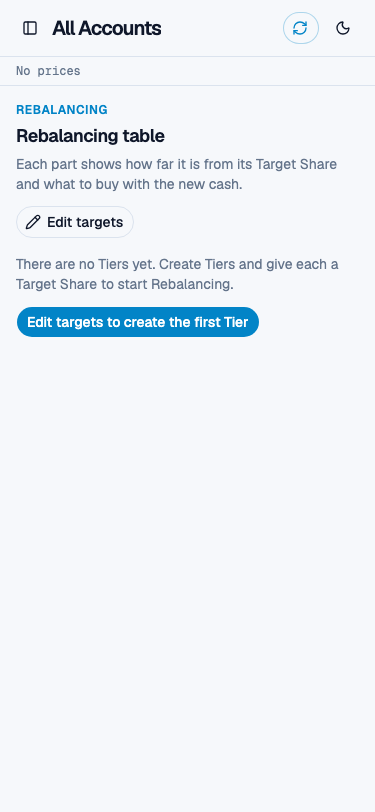 All Accounts
No prices
REBALANCING
Rebalancing table
Each part shows how far it is from its Target Share
and what to buy with the new cash.
Edit targets
There are no Tiers yet. Create Tiers and give each a
Target Share to start Rebalancing.
Edit targets to create the first Tier